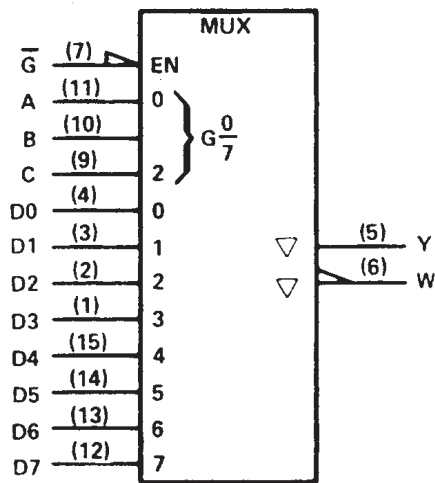 MUX
G̅ (7) EN
A (11) 0
B (10)
G 0/7
C (9) 2
D0 (4) 0
D1 (3) 1 ▽ (5) Y
D2 (2) 2 ▽ (6) W
D3 (1) 3
D4 (15) 4
D5 (14) 5
D6 (13) 6
D7 (12) 7